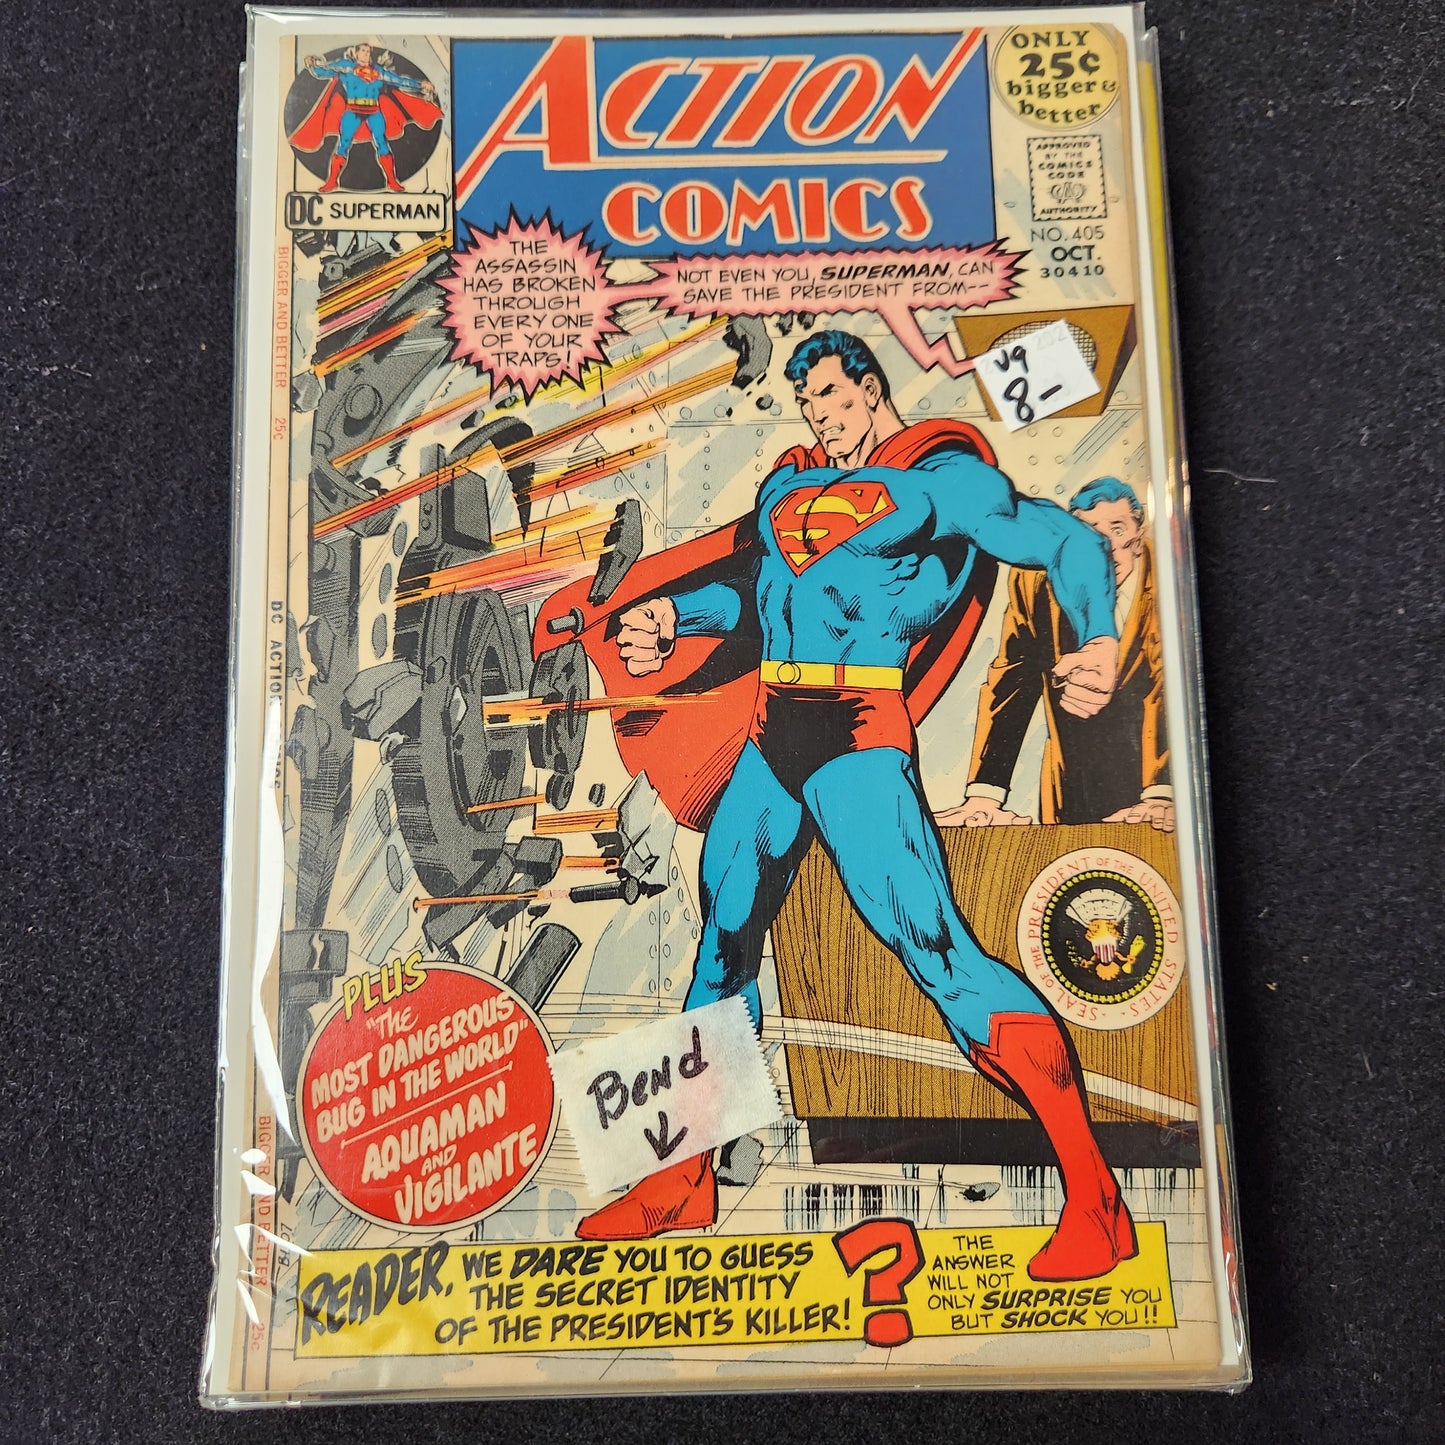 ACTION
COMICS
ONLY
25¢
bigger &
better
APPROVED
BY THE
COMICS
CODE
AUTHORITY
NO. 405
OCT.
30410
DC SUPERMAN
THE
ASSASSIN
HAS BROKEN
THROUGH
EVERY ONE
OF YOUR
TRAPS!
NOT EVEN YOU, SUPERMAN, CAN
SAVE THE PRESIDENT FROM--
VG
8-
BIGGER AND BETTER 25¢
DC ACTION
BIGGER AND BETTER 25¢
S
SEAL OF THE PRESIDENT OF THE UNITED STATES
PLUS
"THE
MOST DANGEROUS
BUG IN THE WORLD"
AQUAMAN
AND
VIGILANTE
Bend
↓
READER, WE DARE YOU TO GUESS
THE SECRET IDENTITY
OF THE PRESIDENT'S KILLER!
?
THE
ANSWER
WILL NOT
ONLY SURPRISE YOU
BUT SHOCK YOU!!